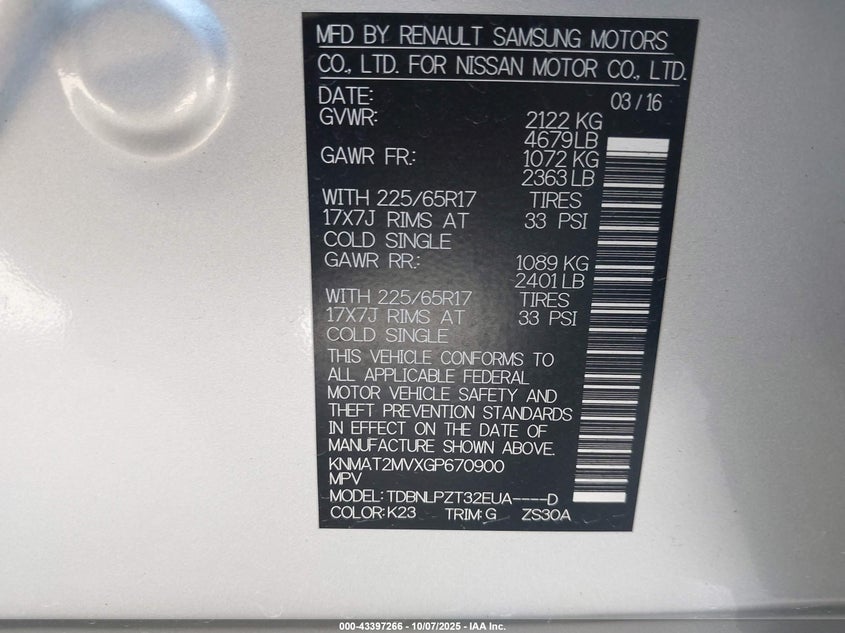 MFD BY RENAULT SAMSUNG MOTORS
CO., LTD. FOR NISSAN MOTOR CO., LTD.
DATE: 03 / 16
GVWR: 2122 KG
4679 LB
GAWR FR.: 1072 KG
2363 LB
WITH 225/65R17 TIRES
17X7J RIMS AT 33 PSI
COLD SINGLE
GAWR RR.: 1089 KG
2401 LB
WITH 225/65R17 TIRES
17X7J RIMS AT 33 PSI
COLD SINGLE
THIS VEHICLE CONFORMS TO
ALL APPLICABLE FEDERAL
MOTOR VEHICLE SAFETY AND
THEFT PREVENTION STANDARDS
IN EFFECT ON THE DATE OF
MANUFACTURE SHOWN ABOVE.
KNMAT2MVXGP670900
MPV
MODEL: TDBNLPZT32EUA----D
COLOR: K23 TRIM: G ZS30A
000-43397266 - 10/07/2025 - IAA Inc.